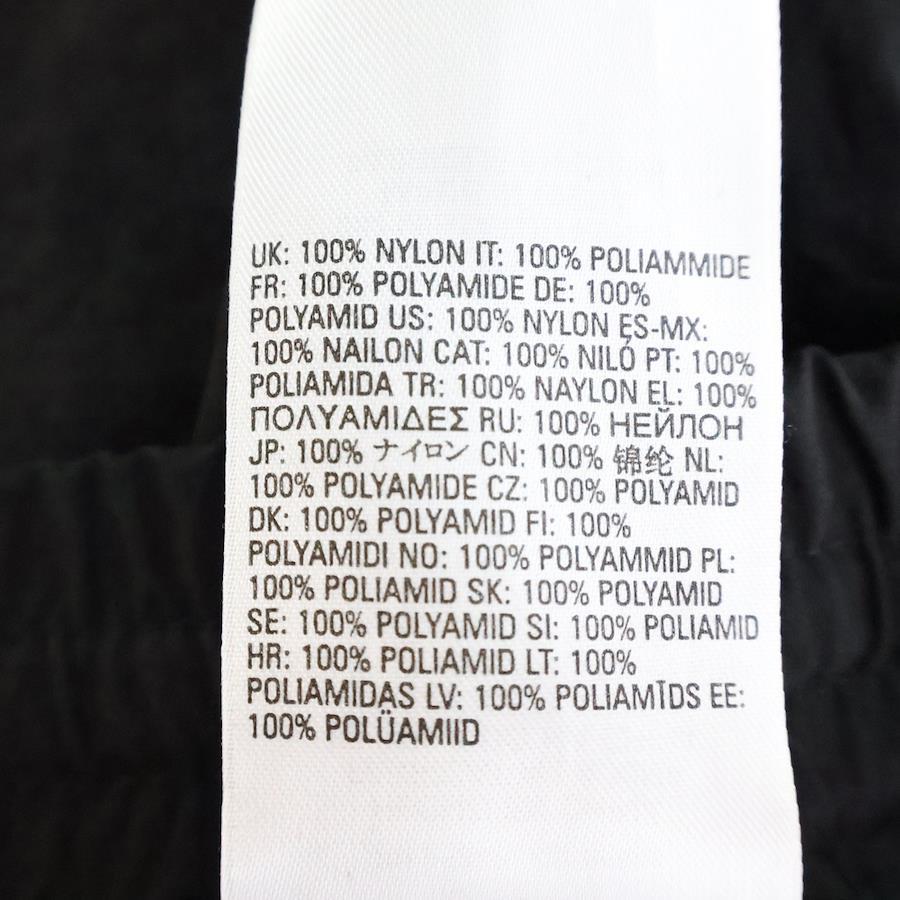 UK: 100% NYLON IT: 100% POLIAMMIDE
FR: 100% POLYAMIDE DE: 100%
POLYAMID US: 100% NYLON ES-MX:
100% NAILON CAT: 100% NILÓ PT: 100%
POLIAMIDA TR: 100% NAYLON EL: 100%
ΠΟΛΥΑΜΙΔΕΣ RU: 100% НЕЙЛОН
JP: 100% ナイロン CN: 100% 锦纶 NL:
100% POLYAMIDE CZ: 100% POLYAMID
DK: 100% POLYAMID FI: 100%
POLYAMIDI NO: 100% POLYAMMID PL:
100% POLIAMID SK: 100% POLYAMID
SE: 100% POLYAMID SI: 100% POLIAMID
HR: 100% POLIAMID LT: 100%
POLIAMIDAS LV: 100% POLIAMĪDS EE:
100% POLÜAMIID